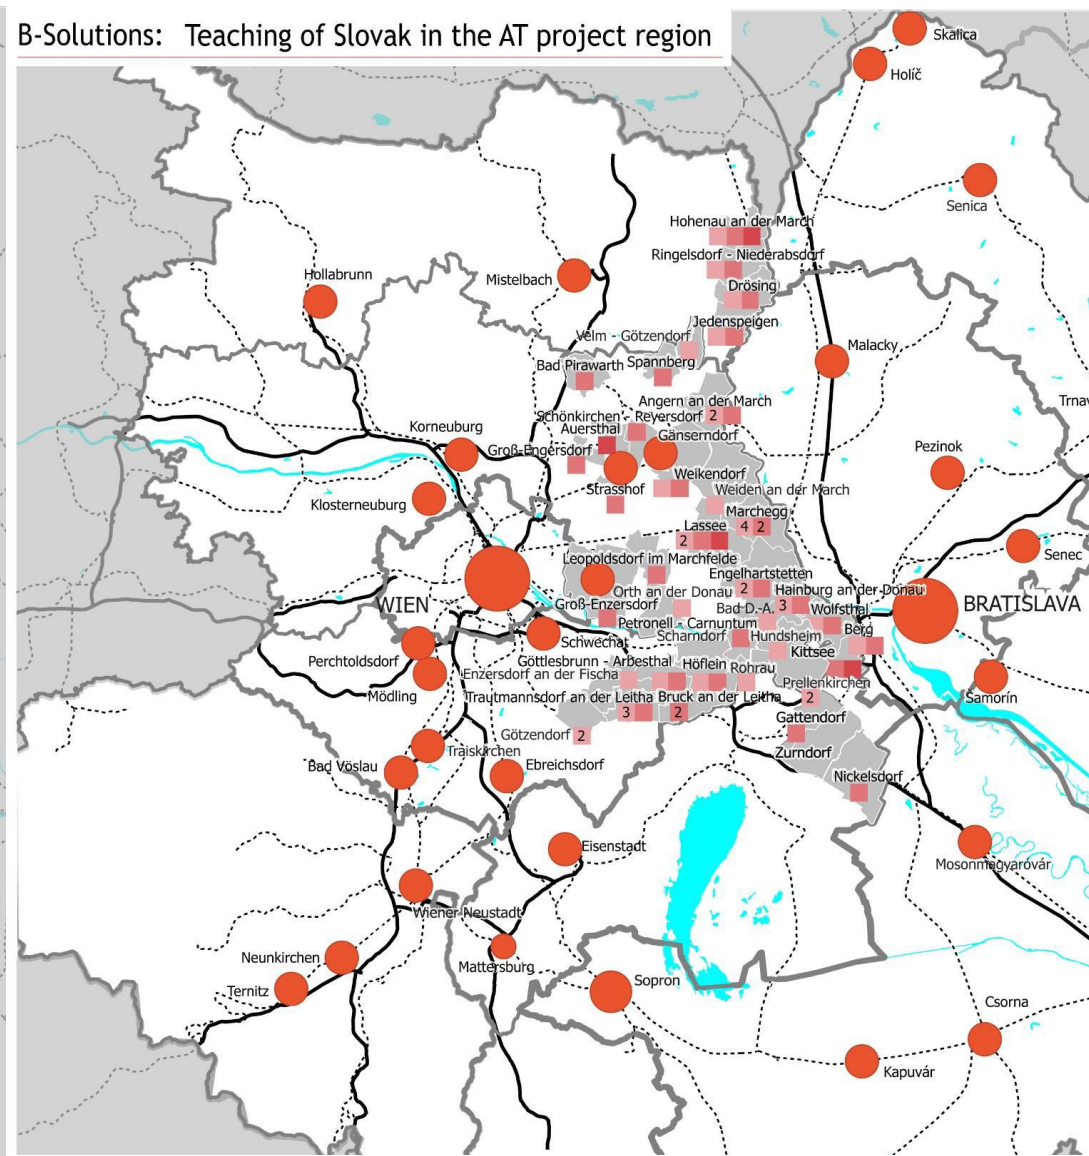 B-Solutions: Teaching of Slovak in the AT project region
Skalica
Holíč
Senica
Hohenau an der March
Ringelsdorf - Niederabsdorf
Hollabrunn
Mistelbach
Drösing
Jedenspeigen
Velm - Götzendorf
Malacky
Bad Pirawarth
Spannberg
Angern an der March
2
Schönkirchen - Reyersdorf
Auersthal
Korneuburg
Gänserndorf
Groß-Engersdorf
Pezinok
Weikendorf
Strasshof
Weiden an der March
Klosterneuburg
Marchegg
4 2
Lassee
2
Senec
Leopoldsdorf im Marchfelde
Engelhartstetten
2
Orth an der Donau
Hainburg an der Donau
3
WIEN
Groß-Enzersdorf
Bad D.-A.
Wolfsthal
BRATISLAVA
Petronell - Carnuntum
Berg
Schwechat
Scharndorf
Hundsheim
Kittsee
Perchtoldsdorf
Göttlesbrunn - Arbesthal
Höflein
Rohrau
Enzersdorf an der Fischa
Prellenkirchen
2
Šamorín
Mödling
Trautmannsdorf an der Leitha
3
Bruck an der Leitha
2
Gattendorf
Götzendorf
2
Traiskirchen
Zurndorf
Bad Vöslau
Ebreichsdorf
Nickelsdorf
Eisenstadt
Mosonmagyaróvár
Wiener Neustadt
Neunkirchen
Mattersburg
Ternitz
Sopron
Csorna
Kapuvár